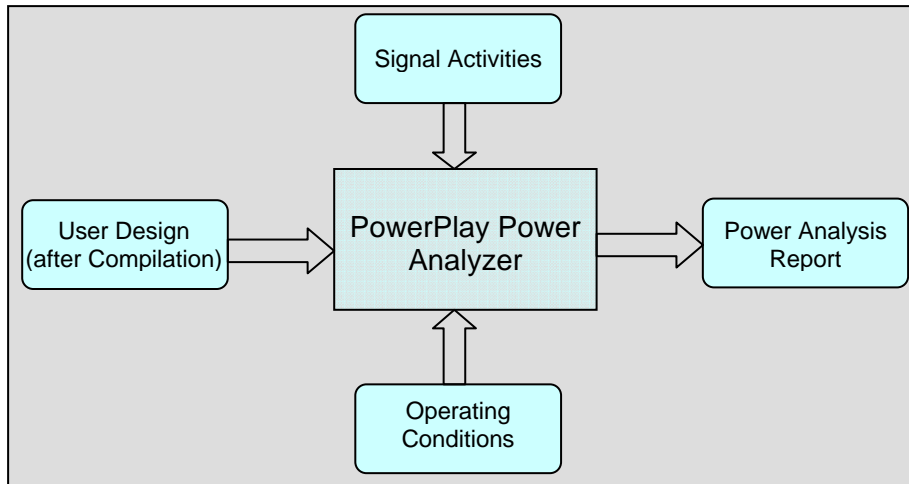 Signal Activities
User Design
(after Compilation)
PowerPlay Power
Analyzer
Power Analysis
Report
Operating
Conditions